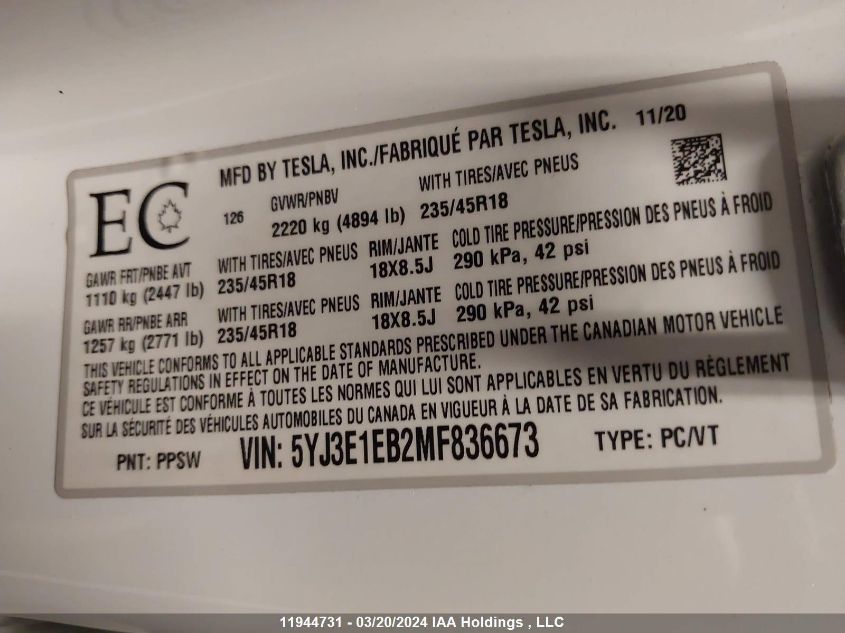 MFD BY TESLA, INC./FABRIQUÉ PAR TESLA, INC. 11/20
EC
126
GVWR/PNBV
2220 kg (4894 lb)
WITH TIRES/AVEC PNEUS
235/45R18
GAWR FRT/PNBE AVT
1110 kg (2447 lb)
WITH TIRES/AVEC PNEUS
235/45R18
RIM/JANTE
18X8.5J
COLD TIRE PRESSURE/PRESSION DES PNEUS À FROID
290 kPa, 42 psi
GAWR RR/PNBE ARR
1257 kg (2771 lb)
WITH TIRES/AVEC PNEUS
235/45R18
RIM/JANTE
18X8.5J
COLD TIRE PRESSURE/PRESSION DES PNEUS À FROID
290 kPa, 42 psi
THIS VEHICLE CONFORMS TO ALL APPLICABLE STANDARDS PRESCRIBED UNDER THE CANADIAN MOTOR VEHICLE
SAFETY REGULATIONS IN EFFECT ON THE DATE OF MANUFACTURE.
CE VÉHICULE EST CONFORME À TOUTES LES NORMES QUI LUI SONT APPLICABLES EN VERTU DU RÈGLEMENT
SUR LA SÉCURITÉ DES VÉHICULES AUTOMOBILES DU CANADA EN VIGUEUR À LA DATE DE SA FABRICATION.
PNT: PPSW VIN: 5YJ3E1EB2MF836673 TYPE: PC/VT
11944731 - 03/20/2024 IAA Holdings , LLC